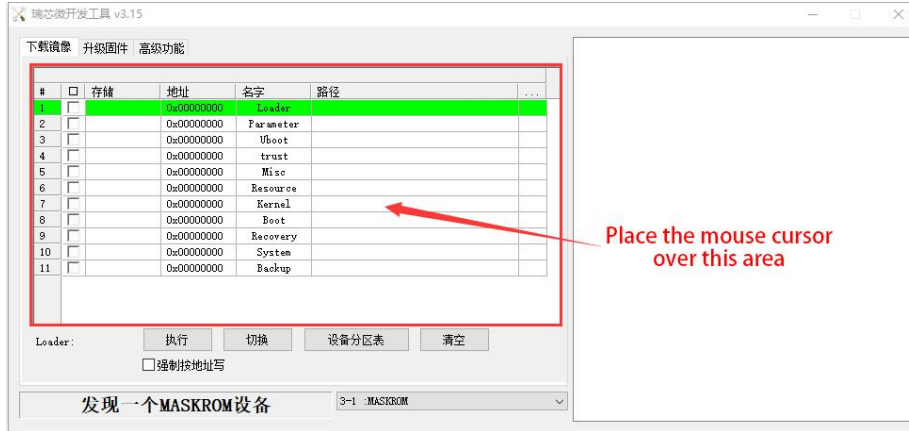 瑞芯微开发工具 v3.15
下载镜像 升级固件 高级功能
# 存储 地址 名字 路径 ...
1 0x00000000 Loader
2 0x00000000 Parameter
3 0x00000000 Uboot
4 0x00000000 trust
5 0x00000000 Misc
6 0x00000000 Resource
7 0x00000000 Kernel
8 0x00000000 Boot
9 0x00000000 Recovery
10 0x00000000 System
11 0x00000000 Backup
Place the mouse cursor
over this area
Loader: 执行 切换 设备分区表 清空
强制按地址写
发现一个MASKROM设备 3-1 :MASKROM